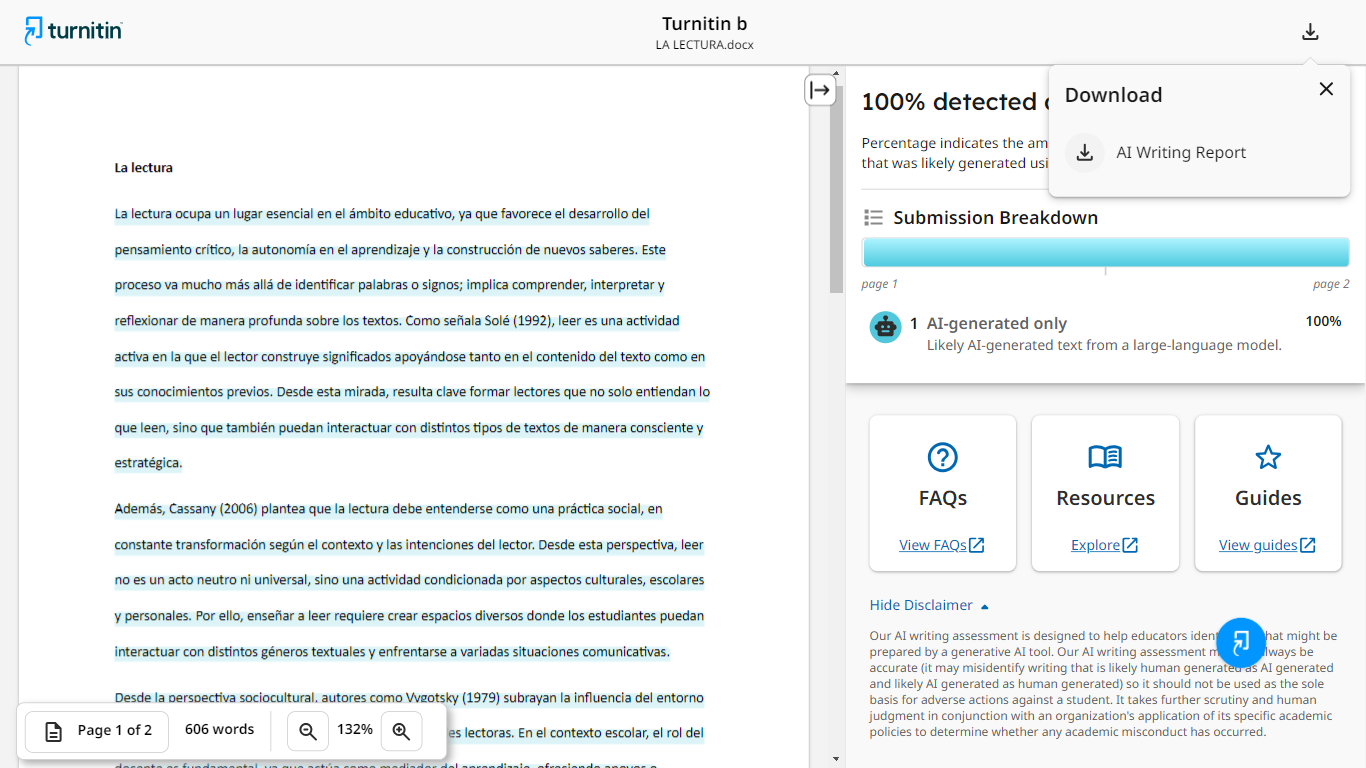 turnitin
Turnitin b
LA LECTURA.docx
Download
AI Writing Report
100% detected
Percentage indicates the am
that was likely generated usi
Submission Breakdown
page 1
page 2
1 AI-generated only 100%
Likely AI-generated text from a large-language model.
FAQs
View FAQs
Resources
Explore
Guides
View guides
Hide Disclaimer
Our AI writing assessment is designed to help educators iden hat might be
prepared by a generative AI tool. Our AI writing assessment m always be
accurate (it may misidentify writing that is likely human generated as AI generated
and likely AI generated as human generated) so it should not be used as the sole
basis for adverse actions against a student. It takes further scrutiny and human
judgment in conjunction with an organization's application of its specific academic
policies to determine whether any academic misconduct has occurred.
La lectura
La lectura ocupa un lugar esencial en el ámbito educativo, ya que favorece el desarrollo del
pensamiento crítico, la autonomía en el aprendizaje y la construcción de nuevos saberes. Este
proceso va mucho más allá de identificar palabras o signos; implica comprender, interpretar y
reflexionar de manera profunda sobre los textos. Como señala Solé (1992), leer es una actividad
activa en la que el lector construye significados apoyándose tanto en el contenido del texto como en
sus conocimientos previos. Desde esta mirada, resulta clave formar lectores que no solo entiendan lo
que leen, sino que también puedan interactuar con distintos tipos de textos de manera consciente y
estratégica.
Además, Cassany (2006) plantea que la lectura debe entenderse como una práctica social, en
constante transformación según el contexto y las intenciones del lector. Desde esta perspectiva, leer
no es un acto neutro ni universal, sino una actividad condicionada por aspectos culturales, escolares
y personales. Por ello, enseñar a leer requiere crear espacios diversos donde los estudiantes puedan
interactuar con distintos géneros textuales y enfrentarse a variadas situaciones comunicativas.
Desde la perspectiva sociocultural, autores como Vygotsky (1979) subrayan la influencia del entorno
es lectoras. En el contexto escolar, el rol del
docente es fundamental, ya que actúa como mediador del aprendizaje, ofreciendo apoyos o
Page 1 of 2
606 words
132%